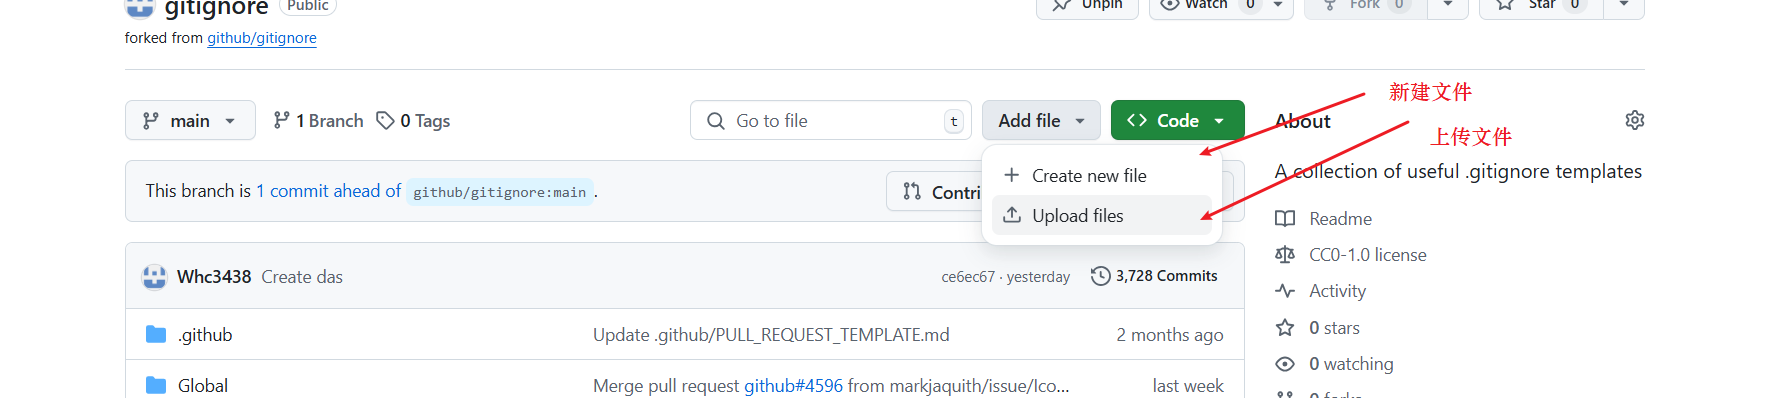 gitignore Public Unpin Watch 0 Fork 0 Star 0
forked from github/gitignore
main 1 Branch 0 Tags Go to file t Add file <> Code About
新建文件
上传文件
Create new file
Upload files
This branch is 1 commit ahead of github/gitignore:main . Contri
A collection of useful .gitignore templates
Readme
CC0-1.0 license
Activity
0 stars
0 watching
Whc3438 Create das ce6ec67 · yesterday 3,728 Commits
.github Update .github/PULL_REQUEST_TEMPLATE.md 2 months ago
Global Merge pull request github#4596 from markjaquith/issue/Ico... last week